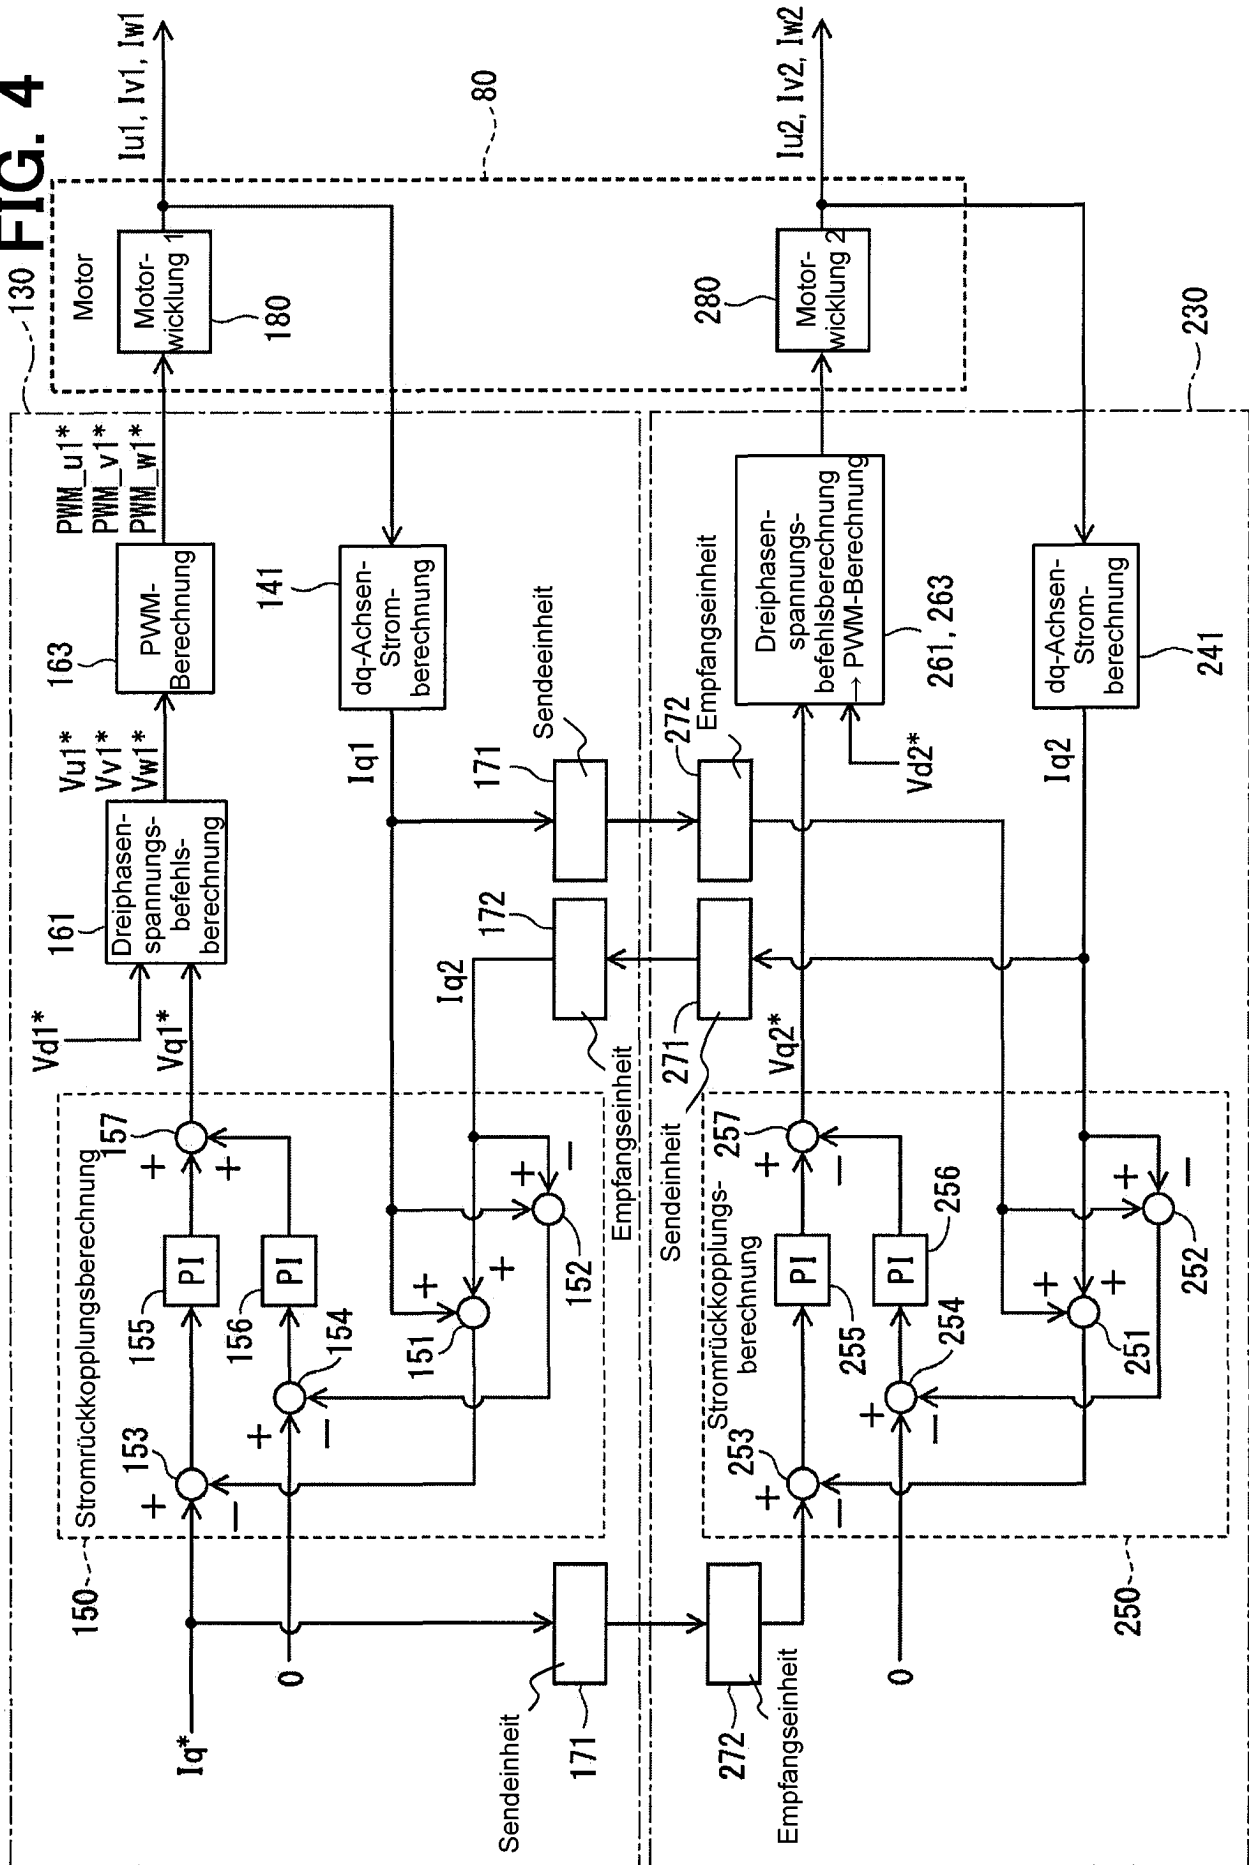 FIG. 4
130
Iu1, Iv1, Iw1
80
Iu2, Iv2, Iw2
Motor
Motor-
wicklung 1
180
280
Motor-
wicklung 2
230
PWM_u1*
PWM_v1*
PWM_w1*
163
PWM-
Berechnung
Vu1*
Vv1*
Vw1*
161
Dreiphasen-
spannungs-
befehls-
berechnung
Vd1*
Vq1*
141
dq-Achsen-
Strom-
berechnung
Iq1
171
Sendeeinheit
272
Empfangseinheit
172
Iq2
Empfangseinheit
271
Sendeinheit
Dreiphasen-
spannungs-
befehlsberechnung
→ PWM-Berechnung
261, 263
Vd2*
Vq2*
dq-Achsen-
Strom-
berechnung
241
Iq2
150
Stromrückkopplungsberechnung
157
+
+
155
PI
156
PI
153
+
−
154
+
−
151
+
+
152
+
−
Iq*
0
Sendeinheit
171
272
Empfangseinheit
250
Stromrückkopplungs-
berechnung
257
+
−
PI
255
PI
256
253
+
−
254
+
−
251
+
+
252
+
−
0